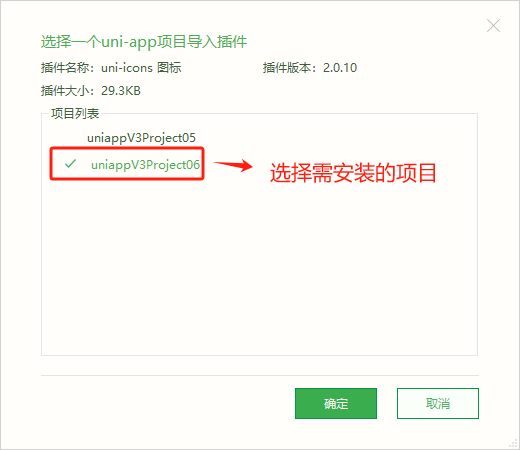 选择一个uni-app项目导入插件
插件名称：uni-icons 图标 插件版本：2.0.10
插件大小：29.3KB
项目列表
uniappV3Project05
uniappV3Project06
选择需安装的项目
确定 取消